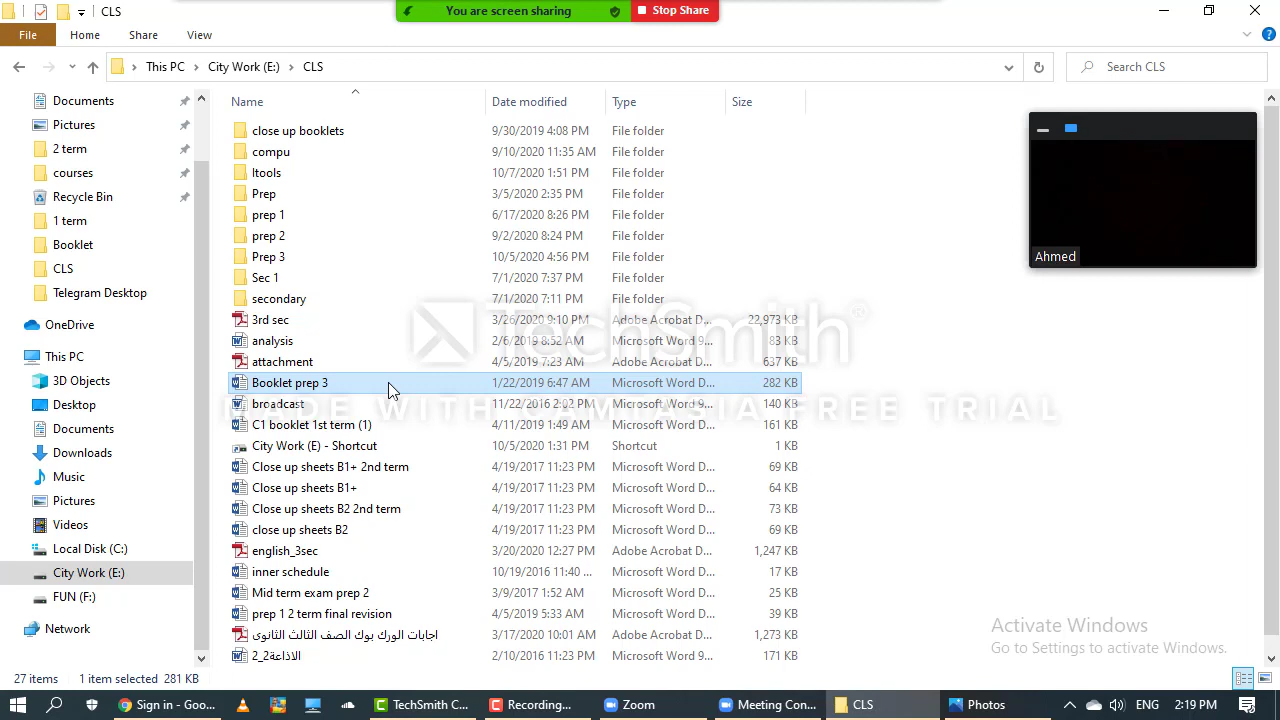 CLS
You are screen sharing
Stop Share
File Home Share View
This PC City Work (E:) CLS
Search CLS
Name Date modified Type Size
Documents
Pictures
2 term
courses
Recycle Bin
1 term
Booklet
CLS
Telegram Desktop
OneDrive
This PC
3D Objects
Desktop
Documents
Downloads
Music
Pictures
Videos
Local Disk (C:)
City Work (E:)
FUN (F:)
Network
close up booklets 9/30/2019 4:08 PM File folder
compu 9/10/2020 11:35 AM File folder
Itools 10/7/2020 1:51 PM File folder
Prep 3/5/2020 2:35 PM File folder
prep 1 6/17/2020 8:26 PM File folder
prep 2 9/2/2020 8:24 PM File folder
Prep 3 10/5/2020 4:56 PM File folder
Sec 1 7/1/2020 7:37 PM File folder
secondary 7/1/2020 7:11 PM File folder
3rd sec 3/26/2020 9:10 PM Adobe Acrobat D... 22,973 KB
analysis 2/6/2019 8:52 AM Microsoft Word 9... 83 KB
attachment 4/5/2019 7:23 AM Adobe Acrobat D... 637 KB
Booklet prep 3 1/22/2019 6:47 AM Microsoft Word D... 282 KB
broadcast 11/22/2016 2:02 PM Microsoft Word 9... 140 KB
C1 booklet 1st term (1) 4/11/2019 1:49 AM Microsoft Word D... 161 KB
City Work (E) - Shortcut 10/5/2020 1:31 PM Shortcut 1 KB
Close up sheets B1+ 2nd term 4/19/2017 11:23 PM Microsoft Word D... 69 KB
Close up sheets B1+ 4/19/2017 11:23 PM Microsoft Word D... 64 KB
Close up sheets B2 2nd term 4/19/2017 11:23 PM Microsoft Word D... 73 KB
close up sheets B2 4/19/2017 11:23 PM Microsoft Word D... 69 KB
english_3sec 3/20/2020 12:27 PM Adobe Acrobat D... 1,247 KB
inner schedule 10/19/2016 11:40 ... Microsoft Word D... 17 KB
Mid term exam prep 2 3/9/2017 1:52 AM Microsoft Word D... 25 KB
prep 1 2 term final revision 4/5/2019 5:33 AM Microsoft Word D... 39 KB
اجابات الورك بوك الصف الثالث الثانوى 3/17/2020 10:01 AM Adobe Acrobat D... 1,273 KB
الاذاعة2_2 2/10/2016 11:23 PM Microsoft Word 9... 171 KB
Ahmed
TechSmith
MADE WITH CAMTASIA FREE TRIAL
Activate Windows
Go to Settings to activate Windows.
27 items 1 item selected 281 KB
Sign in - Goo... TechSmith C... Recording... Zoom Meeting Con... CLS Photos ENG 2:19 PM